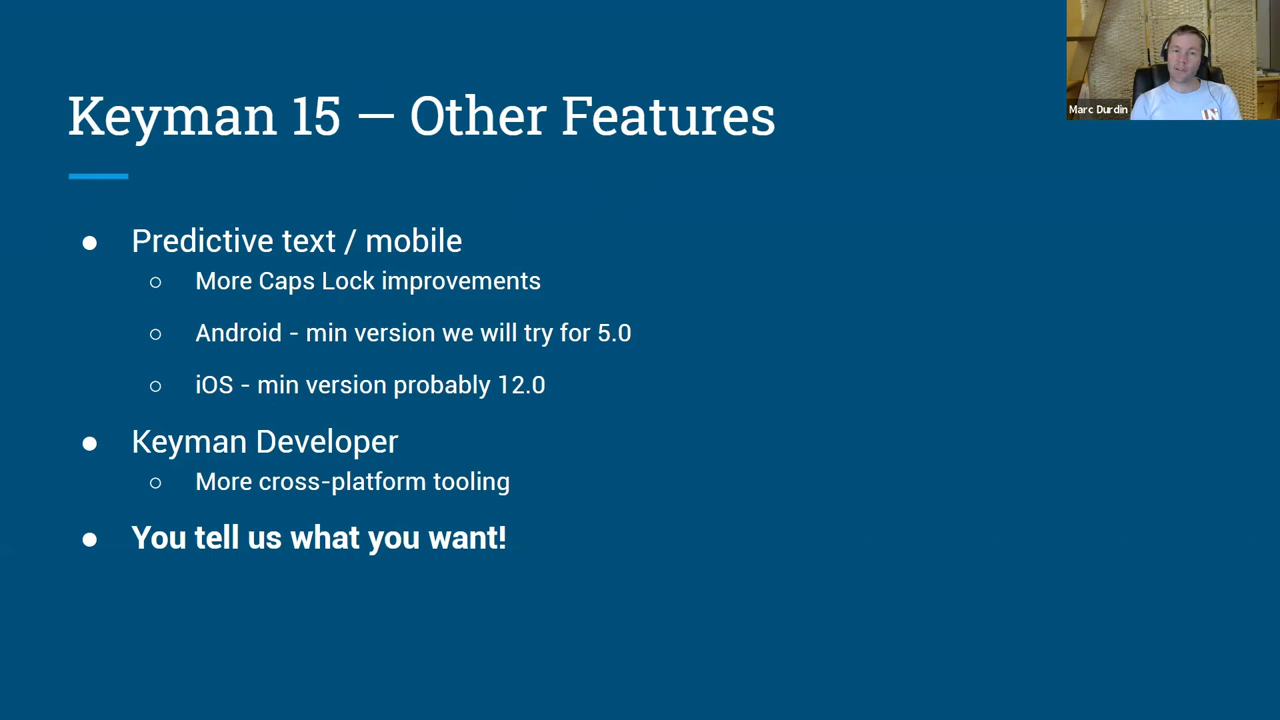 Keyman 15 — Other Features
Marc Durdin
● Predictive text / mobile
○ More Caps Lock improvements
○ Android - min version we will try for 5.0
○ iOS - min version probably 12.0
● Keyman Developer
○ More cross-platform tooling
● You tell us what you want!